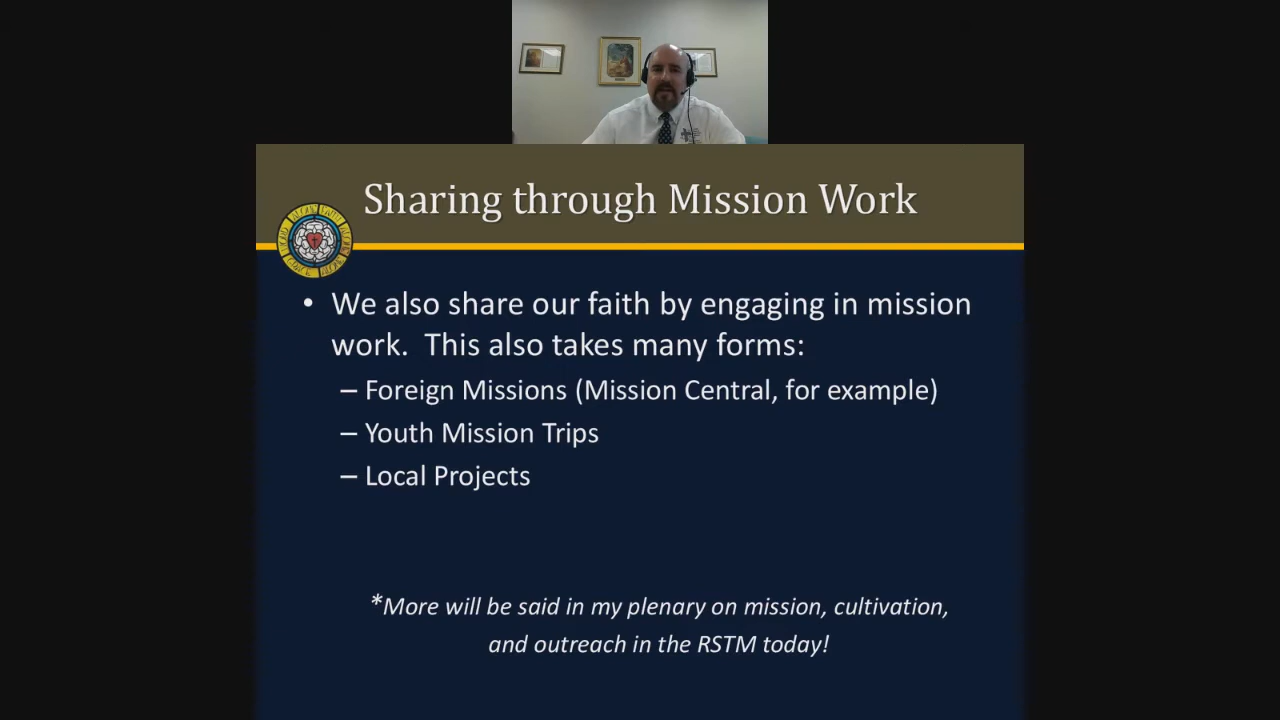 Sharing through Mission Work
• We also share our faith by engaging in mission
work. This also takes many forms:
– Foreign Missions (Mission Central, for example)
– Youth Mission Trips
– Local Projects
*More will be said in my plenary on mission, cultivation,
and outreach in the RSTM today!